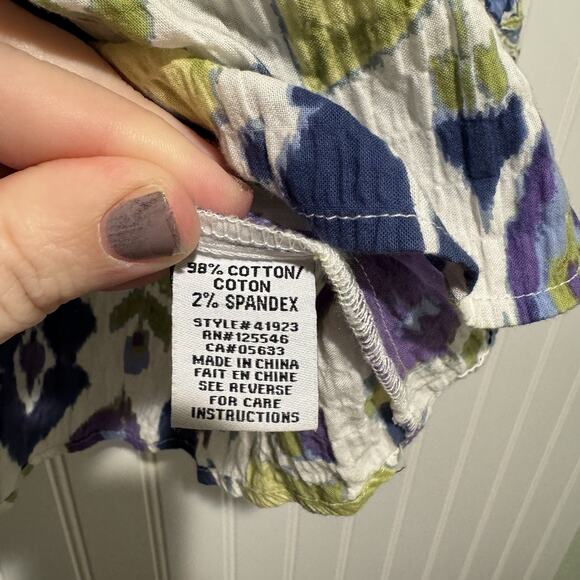 98% COTTON/
COTON
2% SPANDEX
STYLE# 41923
RN#125546
CA#05633
MADE IN CHINA
FAIT EN CHINE
SEE REVERSE
FOR CARE
INSTRUCTIONS